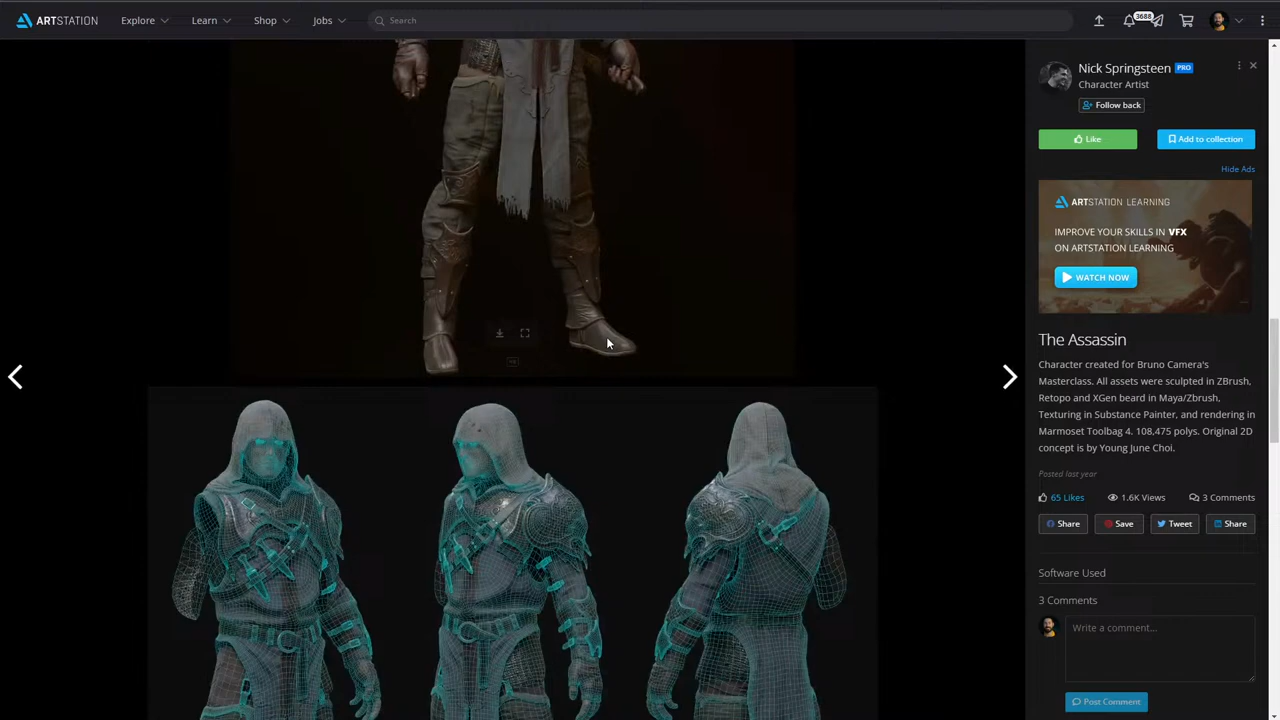 ARTSTATION Explore Learn Shop Jobs Search 3688
Nick Springsteen PRO
Character Artist
Follow back
Like Add to collection
Hide Ads
ARTSTATION LEARNING
IMPROVE YOUR SKILLS IN VFX
ON ARTSTATION LEARNING
WATCH NOW
The Assassin
Character created for Bruno Camera's
Masterclass. All assets were sculpted in ZBrush,
Retopo and XGen beard in Maya/Zbrush,
Texturing in Substance Painter, and rendering in
Marmoset Toolbag 4. 108,475 polys. Original 2D
concept is by Young June Choi.
Posted last year
65 Likes 1.6K Views 3 Comments
Share Save Tweet Share
Software Used
3 Comments
Write a comment...
Post Comment